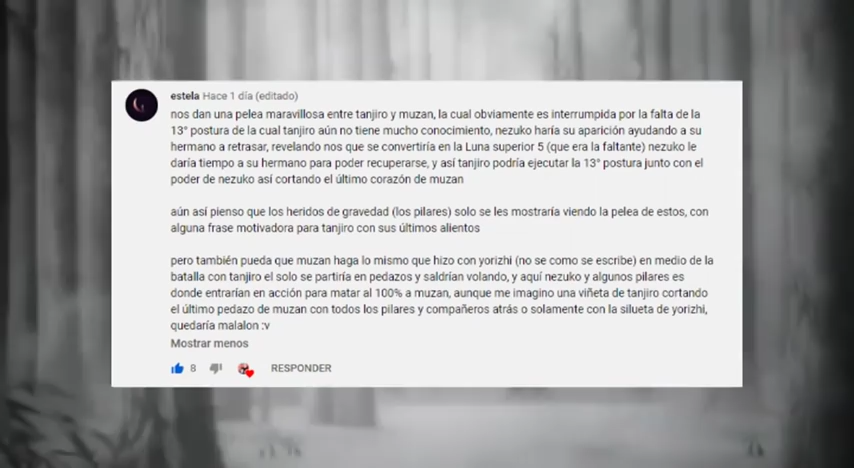 estela Hace 1 día (editado)
nos dan una pelea maravillosa entre tanjiro y muzan, la cual obviamente es interrumpida por la falta de la
13° postura de la cual tanjiro aún no tiene mucho conocimiento, nezuko haría su aparición ayudando a su
hermano a retrasar, revelando nos que se convertiría en la Luna superior 5 (que era la faltante) nezuko le
daría tiempo a su hermano para poder recuperarse, y así tanjiro podría ejecutar la 13° postura junto con el
poder de nezuko así cortando el último corazón de muzan
aún así pienso que los heridos de gravedad (los pilares) solo se les mostraría viendo la pelea de estos, con
alguna frase motivadora para tanjiro con sus últimos alientos
pero también pueda que muzan haga lo mismo que hizo con yorizhi (no se como se escribe) en medio de la
batalla con tanjiro el solo se partiría en pedazos y saldrían volando, y aquí nezuko y algunos pilares es
donde entrarían en acción para matar al 100% a muzan, aunque me imagino una viñeta de tanjiro cortando
el último pedazo de muzan con todos los pilares y compañeros atrás o solamente con la silueta de yorizhi,
quedaría malalon :v
Mostrar menos
8 RESPONDER